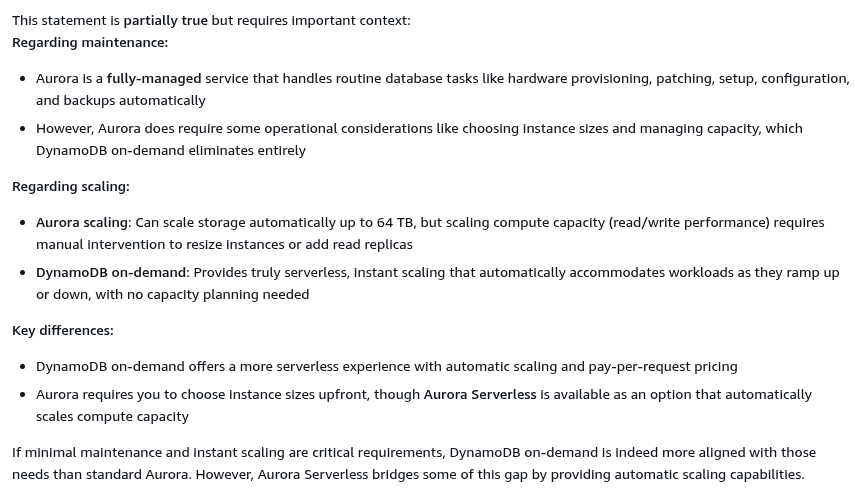 This statement is partially true but requires important context:
Regarding maintenance:
• Aurora is a fully-managed service that handles routine database tasks like hardware provisioning, patching, setup, configuration,
and backups automatically
• However, Aurora does require some operational considerations like choosing instance sizes and managing capacity, which
DynamoDB on-demand eliminates entirely
Regarding scaling:
• Aurora scaling: Can scale storage automatically up to 64 TB, but scaling compute capacity (read/write performance) requires
manual intervention to resize instances or add read replicas
• DynamoDB on-demand: Provides truly serverless, instant scaling that automatically accommodates workloads as they ramp up
or down, with no capacity planning needed
Key differences:
• DynamoDB on-demand offers a more serverless experience with automatic scaling and pay-per-request pricing
• Aurora requires you to choose instance sizes upfront, though Aurora Serverless is available as an option that automatically
scales compute capacity
If minimal maintenance and instant scaling are critical requirements, DynamoDB on-demand is indeed more aligned with those
needs than standard Aurora. However, Aurora Serverless bridges some of this gap by providing automatic scaling capabilities.